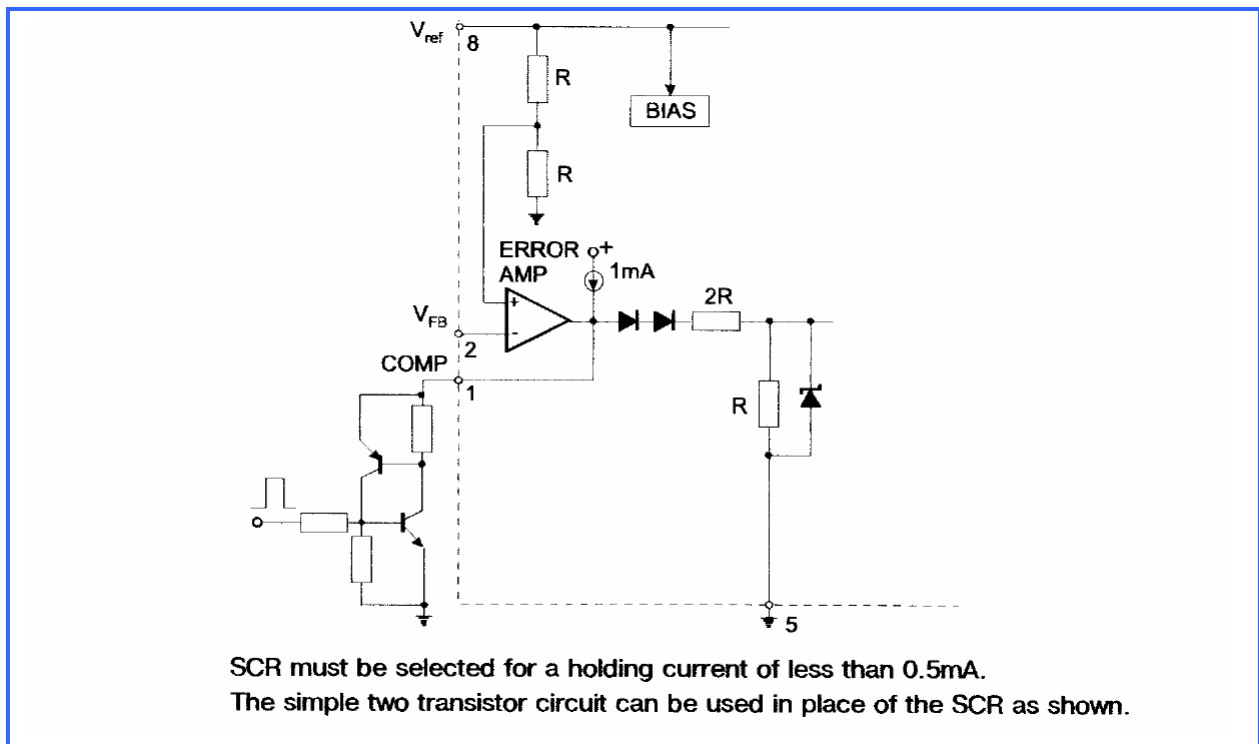 Vref
8
R
BIAS
R
ERROR
AMP
+
1mA
2R
VFB
+
-
2
COMP
1
R
5
SCR must be selected for a holding current of less than 0.5mA.
The simple two transistor circuit can be used in place of the SCR as shown.